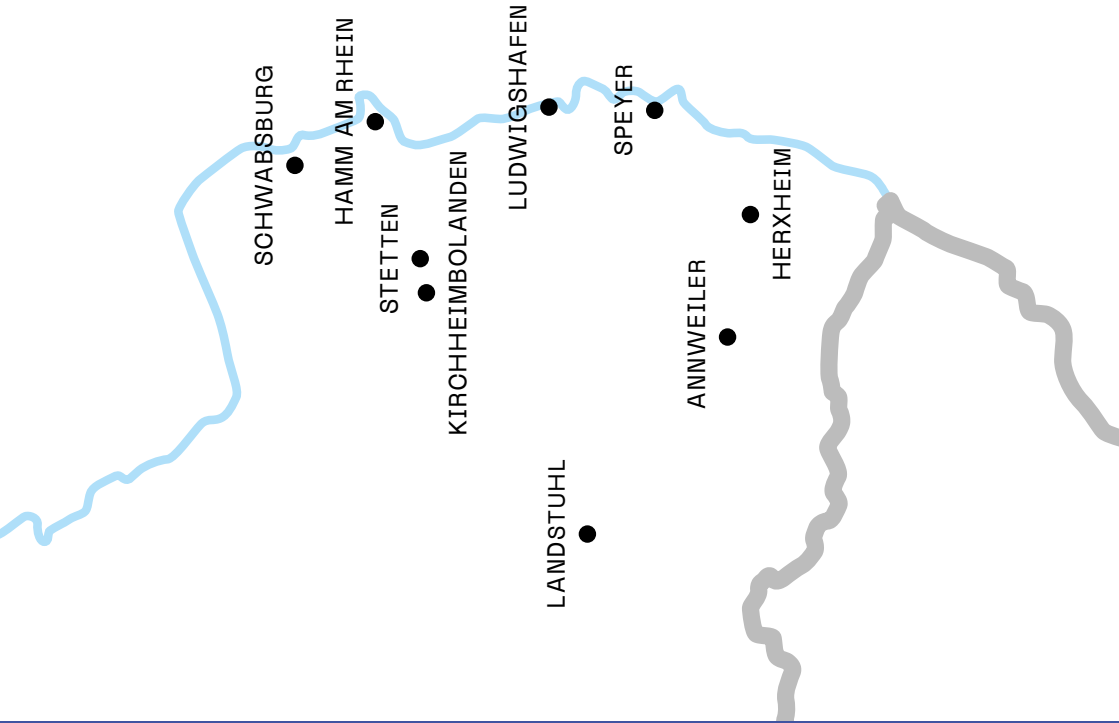 SCHWABSBURG
HAMM AM RHEIN
STETTEN
KIRCHHEIMBOLANDEN
LUDWIGSHAFEN
LANDSTUHL
SPEYER
ANNWEILER
HERXHEIM